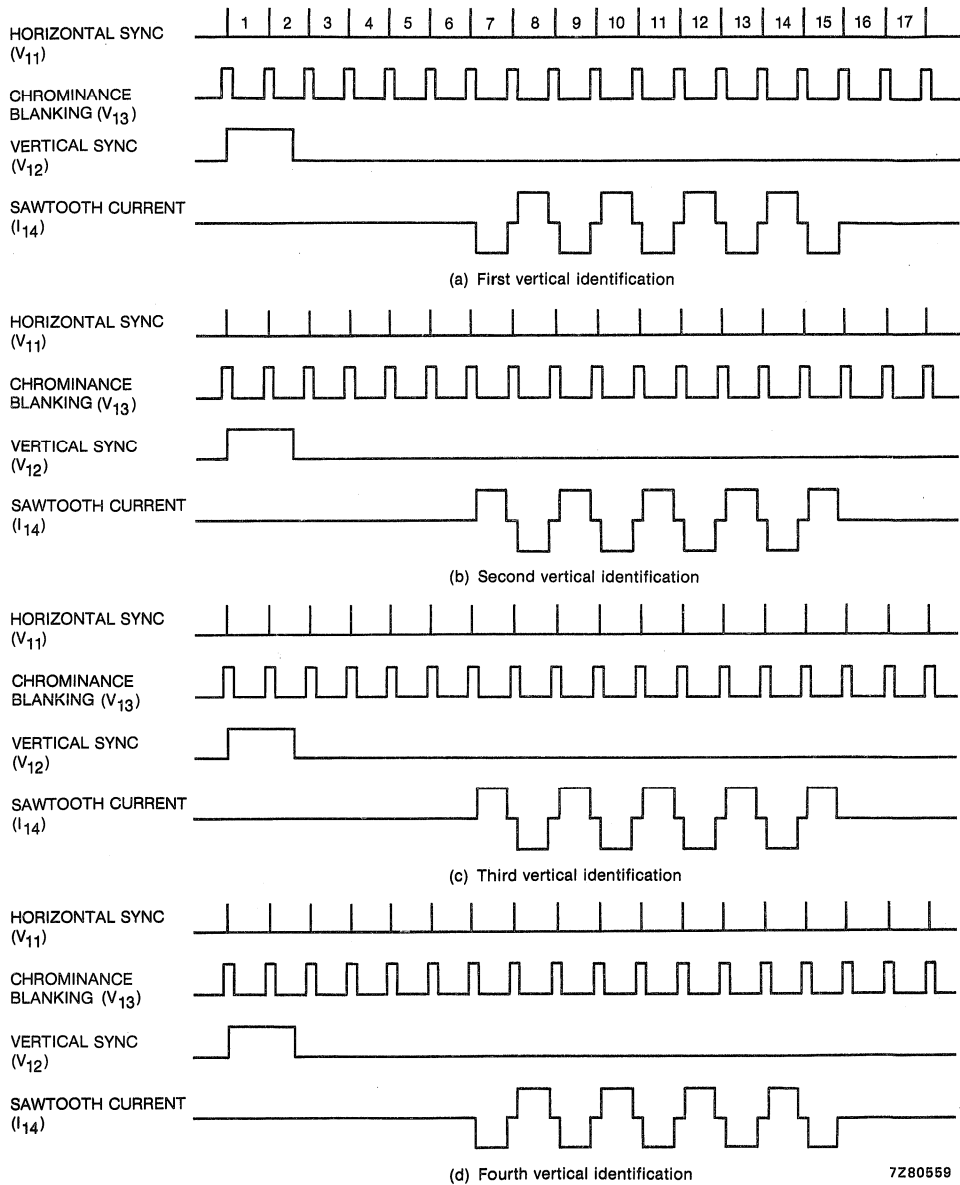 1 2 3 4 5 6 7 8 9 10 11 12 13 14 15 16 17
HORIZONTAL SYNC
(V11)
CHROMINANCE
BLANKING (V13)
VERTICAL SYNC
(V12)
SAWTOOTH CURRENT
(I14)
(a) First vertical identification
HORIZONTAL SYNC
(V11)
CHROMINANCE
BLANKING (V13)
VERTICAL SYNC
(V12)
SAWTOOTH CURRENT
(I14)
(b) Second vertical identification
HORIZONTAL SYNC
(V11)
CHROMINANCE
BLANKING (V13)
VERTICAL SYNC
(V12)
SAWTOOTH CURRENT
(I14)
(c) Third vertical identification
HORIZONTAL SYNC
(V11)
CHROMINANCE
BLANKING (V13)
VERTICAL SYNC
(V12)
SAWTOOTH CURRENT
(I14)
(d) Fourth vertical identification
7Z80559